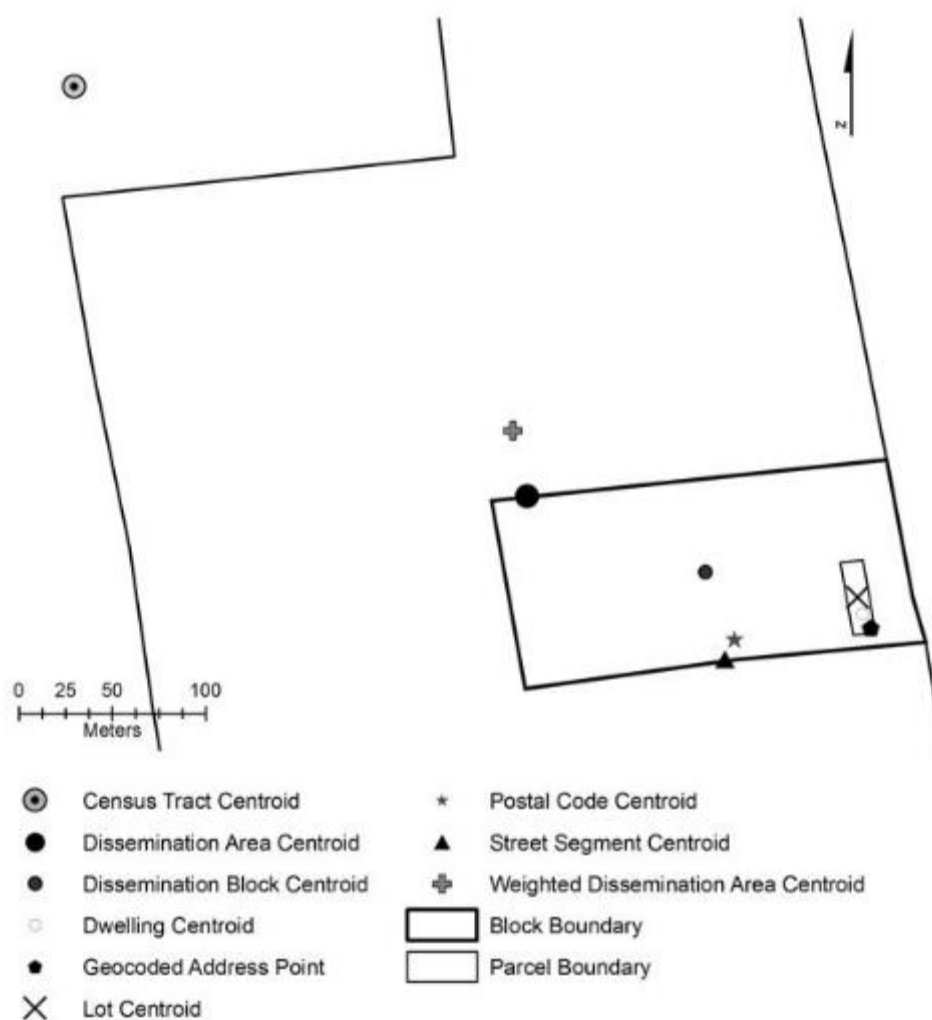 N
0 25 50 100
Meters
Census Tract Centroid
Dissemination Area Centroid
Dissemination Block Centroid
Dwelling Centroid
Geocoded Address Point
Lot Centroid
Postal Code Centroid
Street Segment Centroid
Weighted Dissemination Area Centroid
Block Boundary
Parcel Boundary